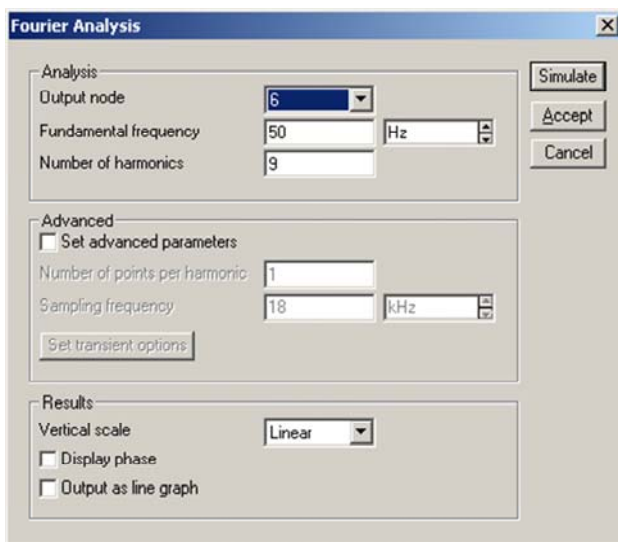 Fourier Analysis
Analysis
Output node 6
Fundamental frequency 50 Hz
Number of harmonics 9
Simulate
Accept
Cancel
Advanced
Set advanced parameters
Number of points per harmonic 1
Sampling frequency 18 kHz
Set transient options
Results
Vertical scale Linear
Display phase
Output as line graph